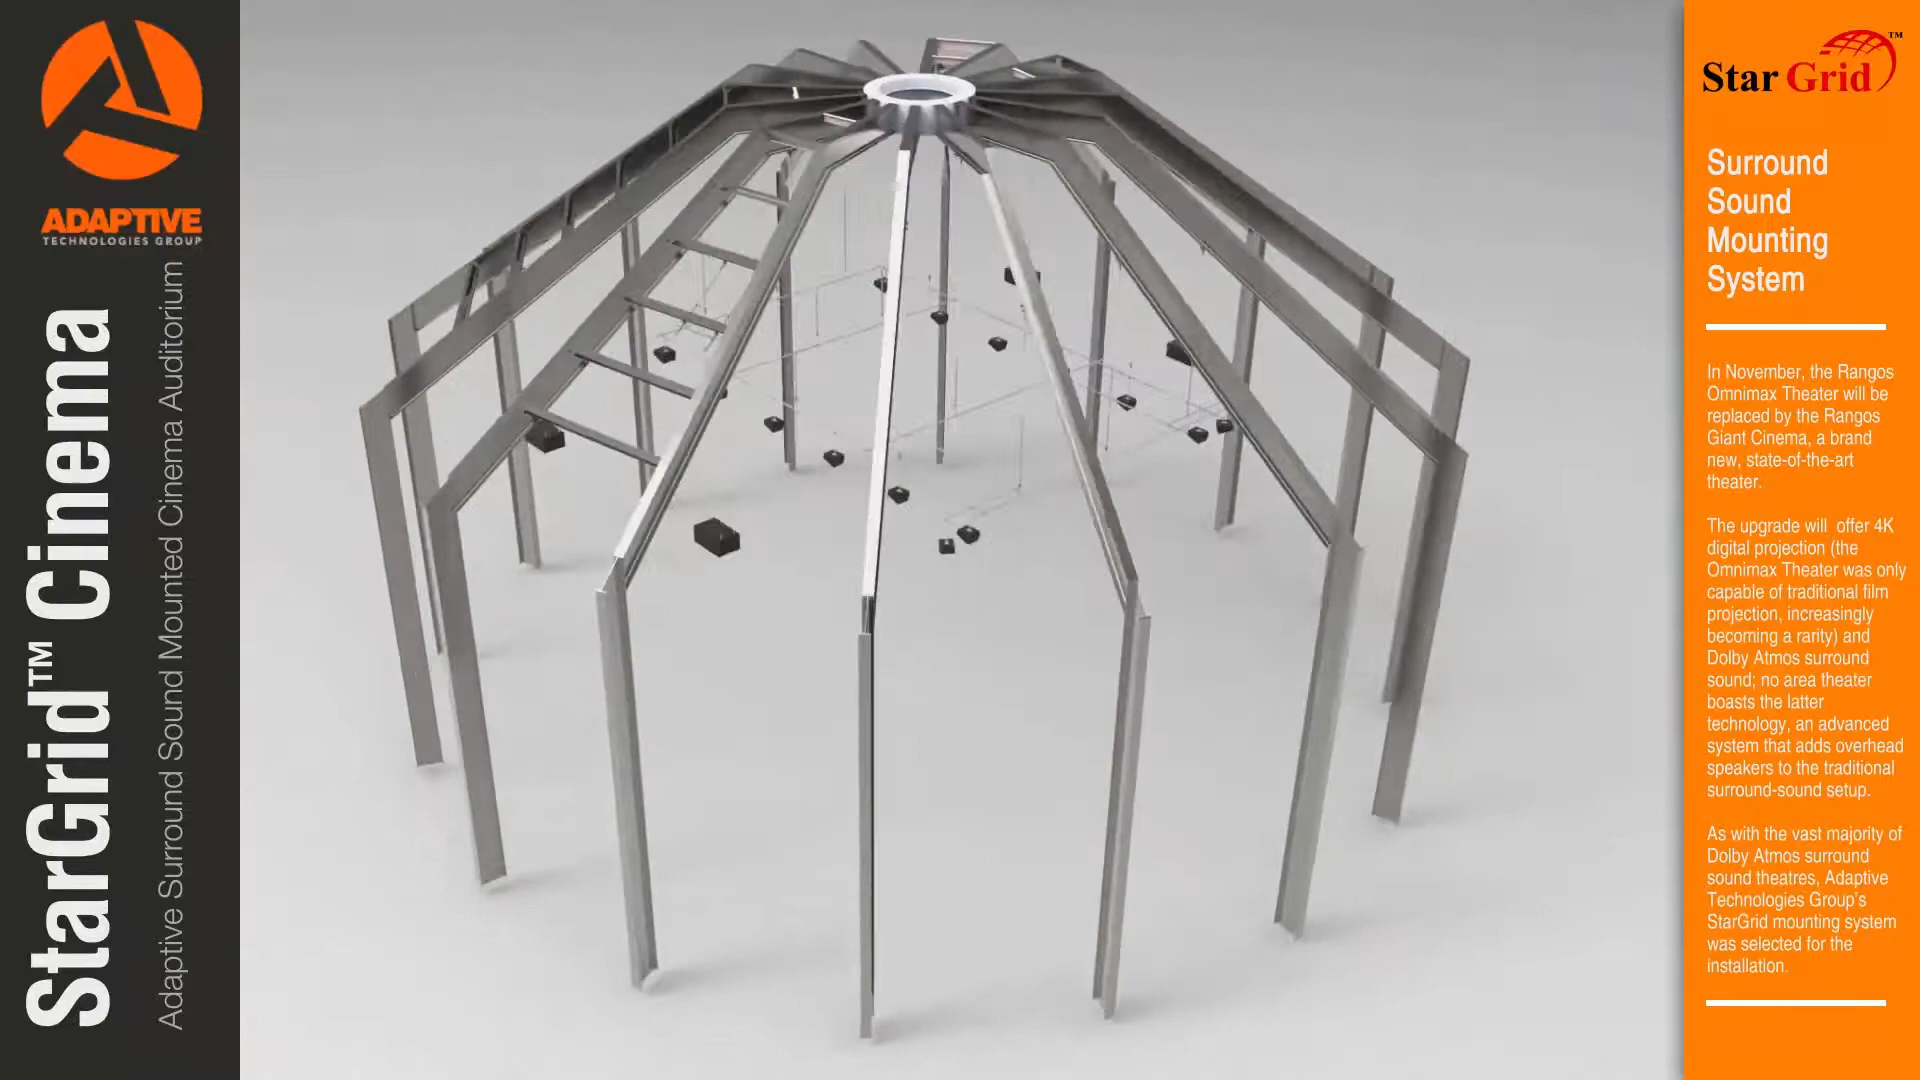 ADAPTIVE
TECHNOLOGIES GROUP
StarGrid™ Cinema
Adaptive Surround Sound Mounted Cinema Auditorium
Star Grid™
Surround
Sound
Mounting
System
In November, the Rangos
Omnimax Theater will be
replaced by the Rangos
Giant Cinema, a brand
new, state-of-the-art
theater.
The upgrade will  offer 4K
digital projection (the
Omnimax Theater was only
capable of traditional film
projection, increasingly
becoming a rarity) and
Dolby Atmos surround
sound; no area theater
boasts the latter
technology, an advanced
system that adds overhead
speakers to the traditional
surround-sound setup.
As with the vast majority of
Dolby Atmos surround
sound theatres, Adaptive
Technologies Group's
StarGrid mounting system
was selected for the
installation.